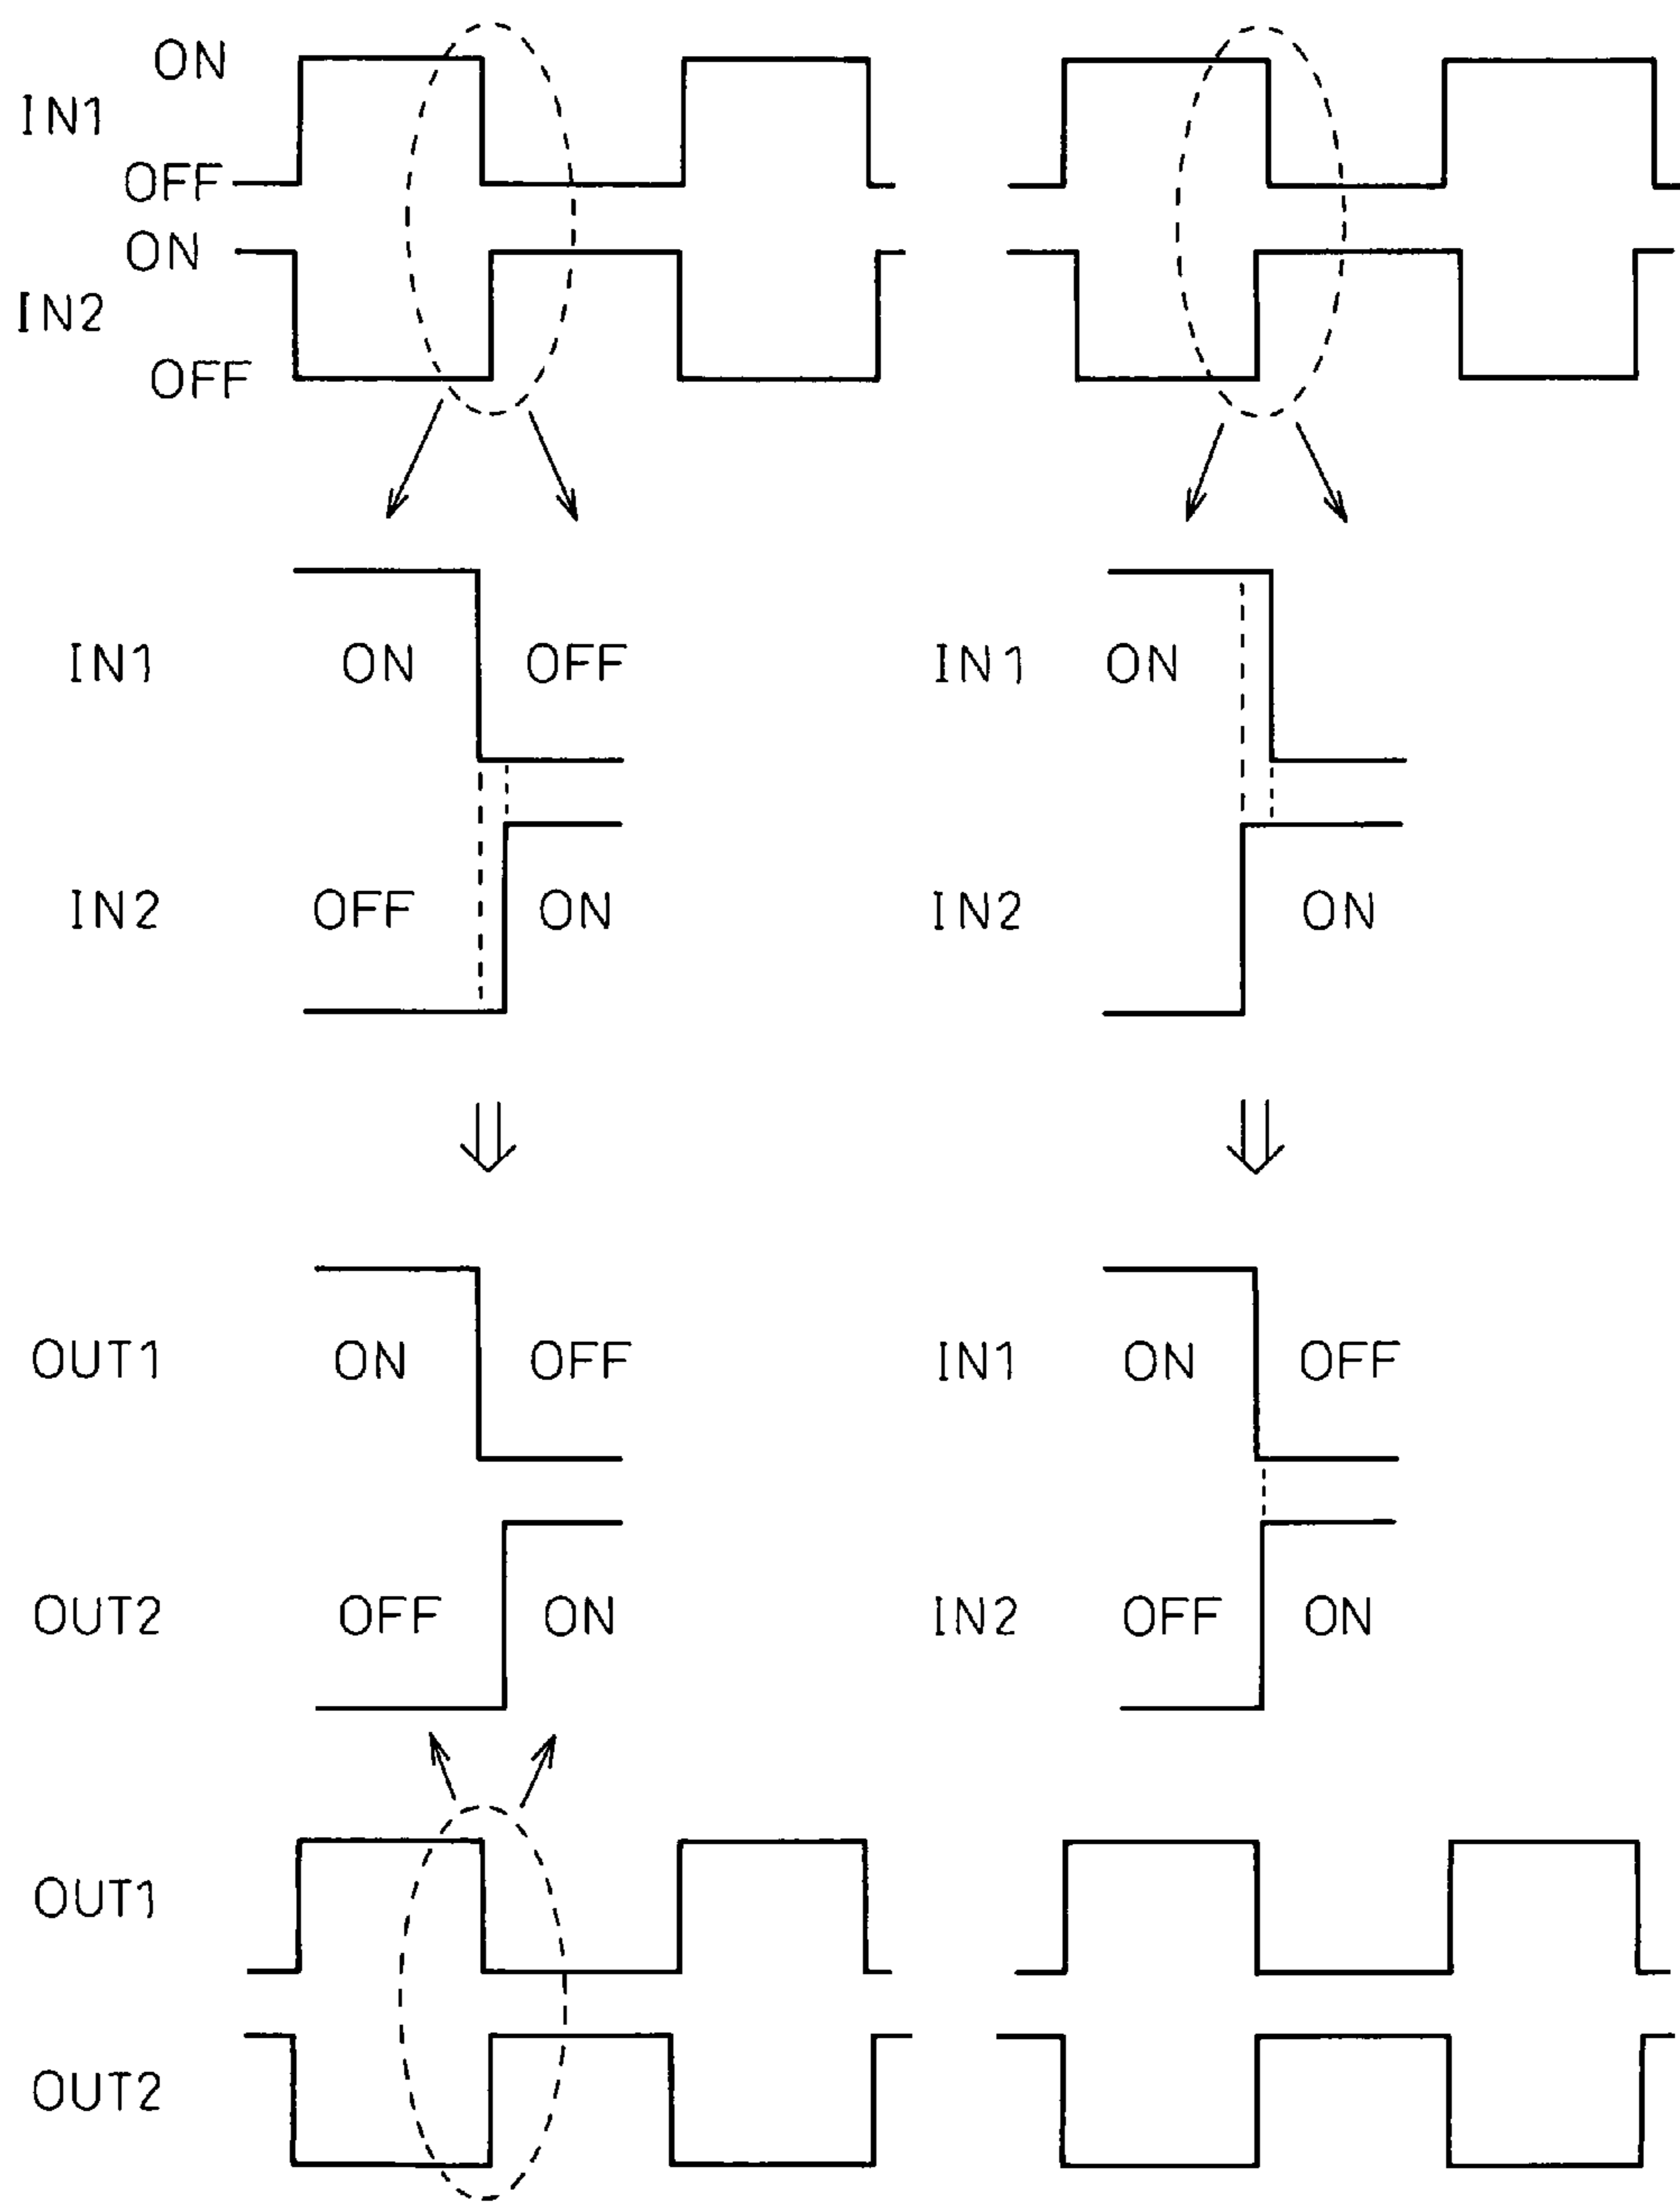 ON
IN1
OFF
ON
IN2
OFF
IN1 ON OFF
IN1 ON
IN2 OFF ON
IN2 ON
OUT1 ON OFF
IN1 ON OFF
OUT2 OFF ON
IN2 OFF ON
OUT1
OUT2